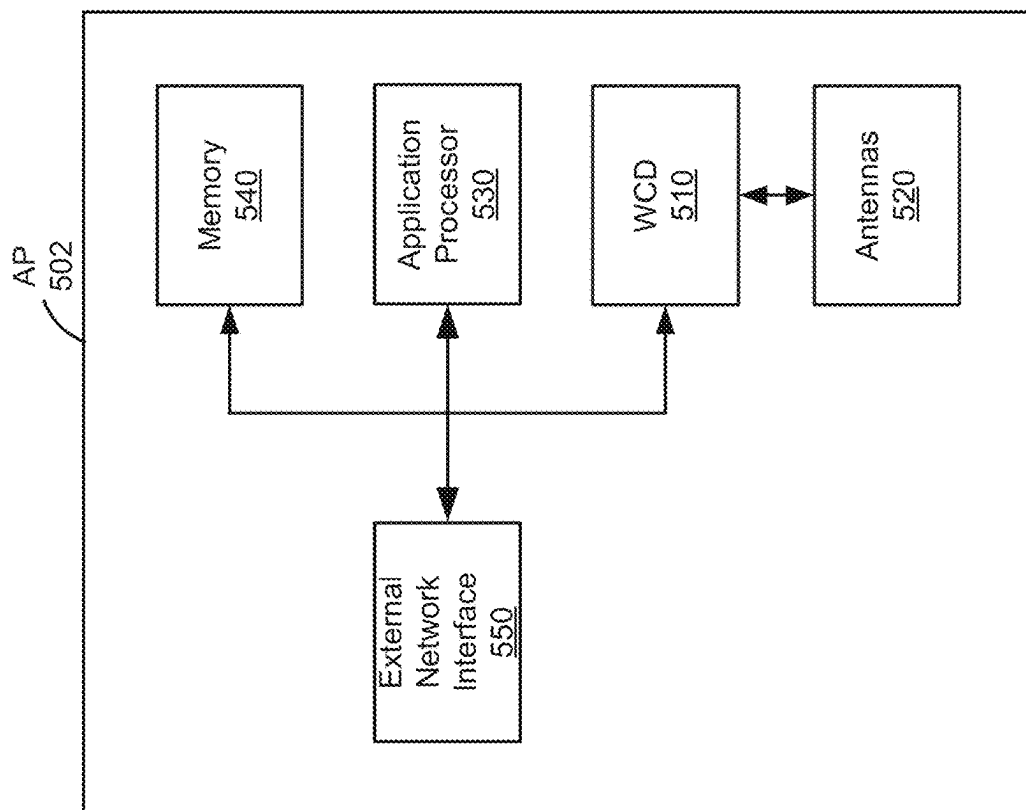 AP
502
Memory
540
Application
Processor
530
WCD
510
Antennas
520
External
Network
Interface
550